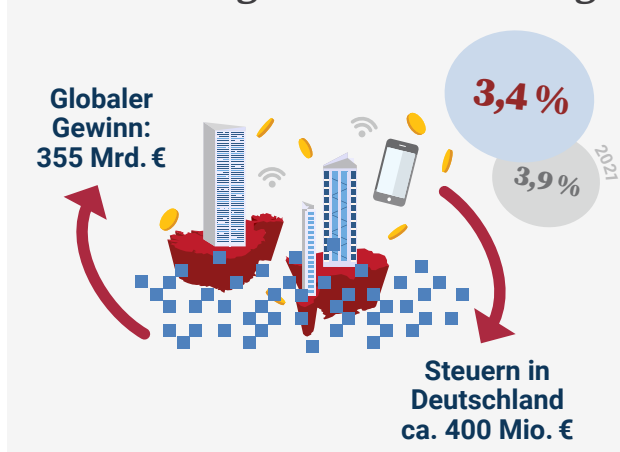 Globaler
Gewinn:
355 Mrd. €
3,4 %
2021
3,9 %
Steuern in
Deutschland
ca. 400 Mio. €